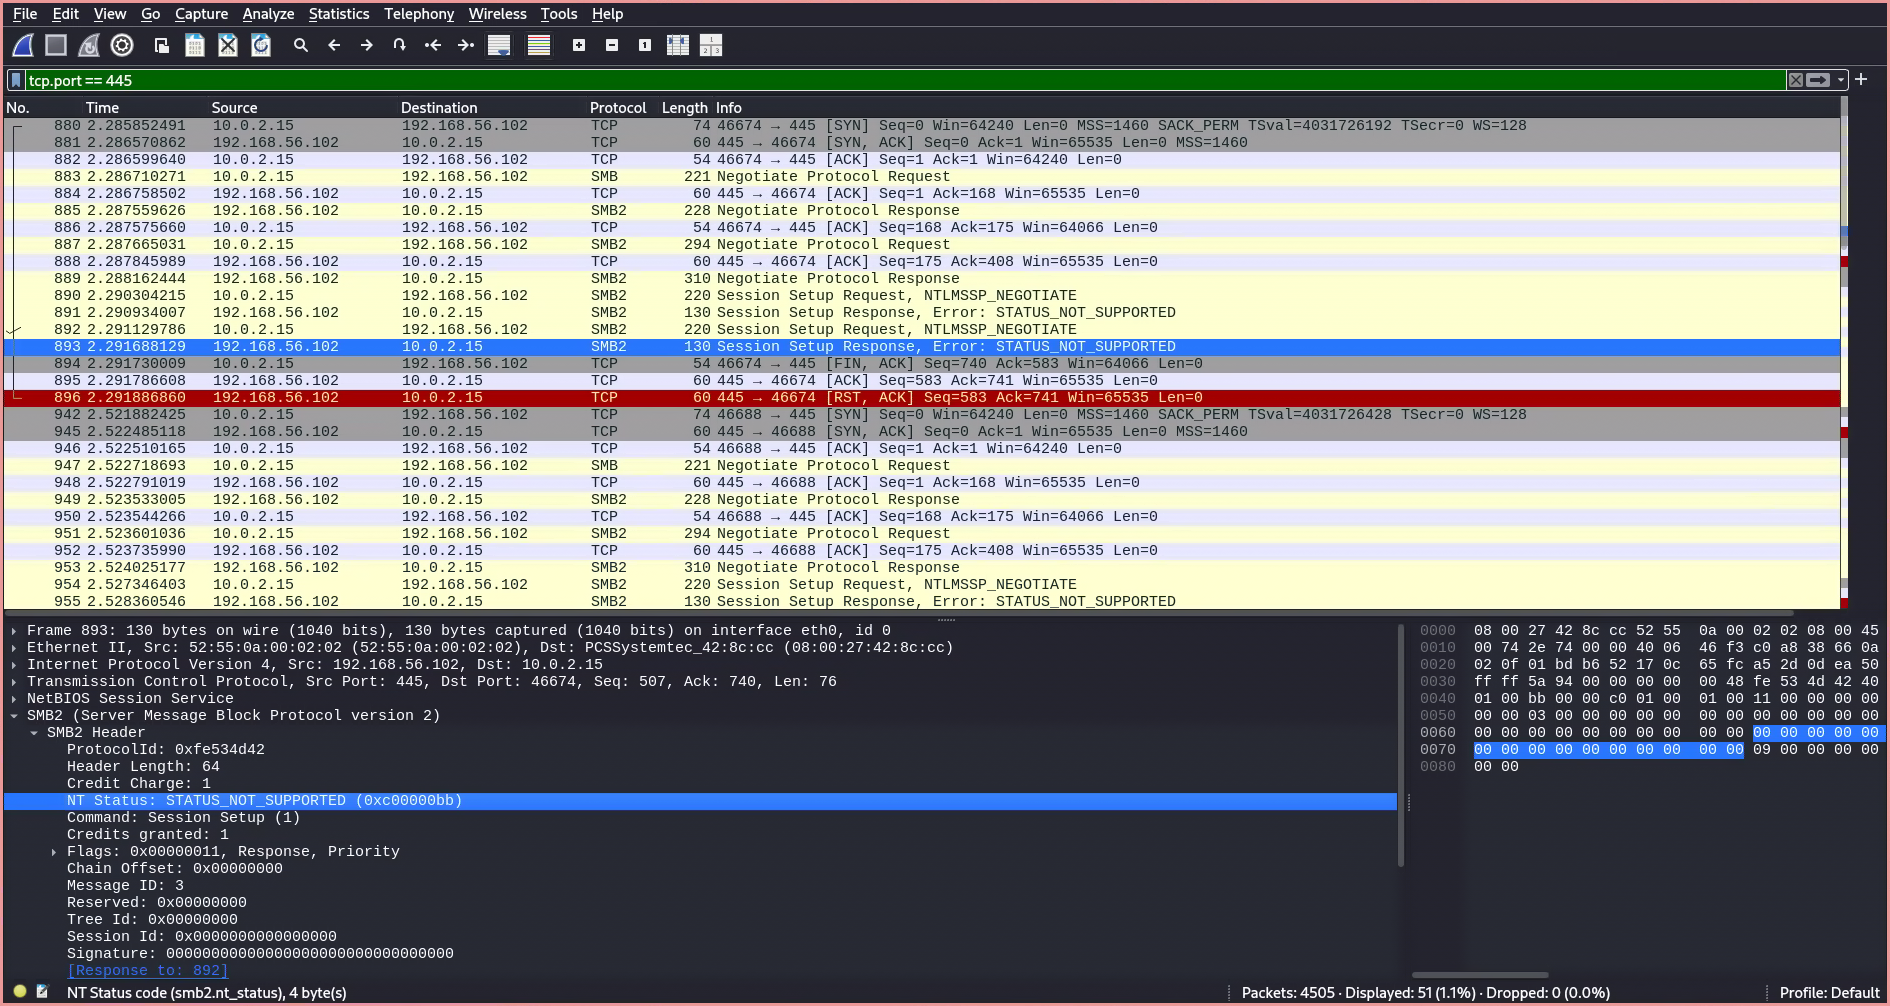 File Edit View Go Capture Analyze Statistics Telephony Wireless Tools Help
tcp.port == 445
No. Time Source Destination Protocol Length Info
880 2.285852491 10.0.2.15 192.168.56.102 TCP 74 46674 → 445 [SYN] Seq=0 Win=64240 Len=0 MSS=1460 SACK_PERM TSval=4031726192 TSecr=0 WS=128
881 2.286570862 192.168.56.102 10.0.2.15 TCP 60 445 → 46674 [SYN, ACK] Seq=0 Ack=1 Win=65535 Len=0 MSS=1460
882 2.286599640 10.0.2.15 192.168.56.102 TCP 54 46674 → 445 [ACK] Seq=1 Ack=1 Win=64240 Len=0
883 2.286710271 10.0.2.15 192.168.56.102 SMB 221 Negotiate Protocol Request
884 2.286758502 192.168.56.102 10.0.2.15 TCP 60 445 → 46674 [ACK] Seq=1 Ack=168 Win=65535 Len=0
885 2.287559626 192.168.56.102 10.0.2.15 SMB2 228 Negotiate Protocol Response
886 2.287575660 10.0.2.15 192.168.56.102 TCP 54 46674 → 445 [ACK] Seq=168 Ack=175 Win=64066 Len=0
887 2.287665031 10.0.2.15 192.168.56.102 SMB2 294 Negotiate Protocol Request
888 2.287845989 192.168.56.102 10.0.2.15 TCP 60 445 → 46674 [ACK] Seq=175 Ack=408 Win=65535 Len=0
889 2.288162444 192.168.56.102 10.0.2.15 SMB2 310 Negotiate Protocol Response
890 2.290304215 10.0.2.15 192.168.56.102 SMB2 220 Session Setup Request, NTLMSSP_NEGOTIATE
891 2.290934007 192.168.56.102 10.0.2.15 SMB2 130 Session Setup Response, Error: STATUS_NOT_SUPPORTED
892 2.291129786 10.0.2.15 192.168.56.102 SMB2 220 Session Setup Request, NTLMSSP_NEGOTIATE
893 2.291688129 192.168.56.102 10.0.2.15 SMB2 130 Session Setup Response, Error: STATUS_NOT_SUPPORTED
894 2.291730009 10.0.2.15 192.168.56.102 TCP 54 46674 → 445 [FIN, ACK] Seq=740 Ack=583 Win=64066 Len=0
895 2.291786608 192.168.56.102 10.0.2.15 TCP 60 445 → 46674 [ACK] Seq=583 Ack=741 Win=65535 Len=0
896 2.291886860 192.168.56.102 10.0.2.15 TCP 60 445 → 46674 [RST, ACK] Seq=583 Ack=741 Win=65535 Len=0
942 2.521882425 10.0.2.15 192.168.56.102 TCP 74 46688 → 445 [SYN] Seq=0 Win=64240 Len=0 MSS=1460 SACK_PERM TSval=4031726428 TSecr=0 WS=128
945 2.522485118 192.168.56.102 10.0.2.15 TCP 60 445 → 46688 [SYN, ACK] Seq=0 Ack=1 Win=65535 Len=0 MSS=1460
946 2.522510165 10.0.2.15 192.168.56.102 TCP 54 46688 → 445 [ACK] Seq=1 Ack=1 Win=64240 Len=0
947 2.522718693 10.0.2.15 192.168.56.102 SMB 221 Negotiate Protocol Request
948 2.522791019 192.168.56.102 10.0.2.15 TCP 60 445 → 46688 [ACK] Seq=1 Ack=168 Win=65535 Len=0
949 2.523533005 192.168.56.102 10.0.2.15 SMB2 228 Negotiate Protocol Response
950 2.523544266 10.0.2.15 192.168.56.102 TCP 54 46688 → 445 [ACK] Seq=168 Ack=175 Win=64066 Len=0
951 2.523601036 10.0.2.15 192.168.56.102 SMB2 294 Negotiate Protocol Request
952 2.523735990 192.168.56.102 10.0.2.15 TCP 60 445 → 46688 [ACK] Seq=175 Ack=408 Win=65535 Len=0
953 2.524025177 192.168.56.102 10.0.2.15 SMB2 310 Negotiate Protocol Response
954 2.527346403 10.0.2.15 192.168.56.102 SMB2 220 Session Setup Request, NTLMSSP_NEGOTIATE
955 2.528360546 192.168.56.102 10.0.2.15 SMB2 130 Session Setup Response, Error: STATUS_NOT_SUPPORTED
Frame 893: 130 bytes on wire (1040 bits), 130 bytes captured (1040 bits) on interface eth0, id 0
Ethernet II, Src: 52:55:0a:00:02:02 (52:55:0a:00:02:02), Dst: PCSSystemtec_42:8c:cc (08:00:27:42:8c:cc)
Internet Protocol Version 4, Src: 192.168.56.102, Dst: 10.0.2.15
Transmission Control Protocol, Src Port: 445, Dst Port: 46674, Seq: 507, Ack: 740, Len: 76
NetBIOS Session Service
SMB2 (Server Message Block Protocol version 2)
SMB2 Header
ProtocolId: 0xfe534d42
Header Length: 64
Credit Charge: 1
NT Status: STATUS_NOT_SUPPORTED (0xc00000bb)
Command: Session Setup (1)
Credits granted: 1
Flags: 0x00000011, Response, Priority
Chain Offset: 0x00000000
Message ID: 3
Reserved: 0x00000000
Tree Id: 0x00000000
Session Id: 0x0000000000000000
Signature: 00000000000000000000000000000000
[Response to: 892]
0000 08 00 27 42 8c cc 52 55 0a 00 02 02 08 00 45
0010 00 74 2e 74 00 00 40 06 46 f3 c0 a8 38 66 0a
0020 02 0f 01 bd b6 52 17 0c 65 fc a5 2d 0d ea 50
0030 ff ff 5a 94 00 00 00 00 00 48 fe 53 4d 42 40
0040 01 00 bb 00 00 c0 01 00 01 00 11 00 00 00 00
0050 00 00 03 00 00 00 00 00 00 00 00 00 00 00 00
0060 00 00 00 00 00 00 00 00 00 00 00 00 00 00 00
0070 00 00 00 00 00 00 00 00 00 00 09 00 00 00 00
0080 00 00
NT Status code (smb2.nt_status), 4 byte(s)
Packets: 4505 · Displayed: 51 (1.1%) · Dropped: 0 (0.0%)
Profile: Default